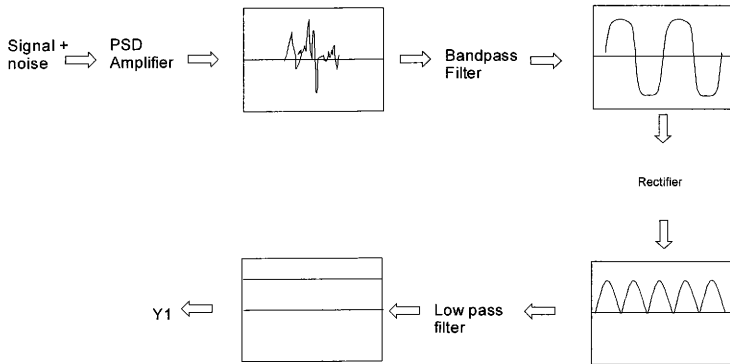 Signal +
noise
PSD
Amplifier
Bandpass
Filter
Rectifier
Low pass
filter
Y1